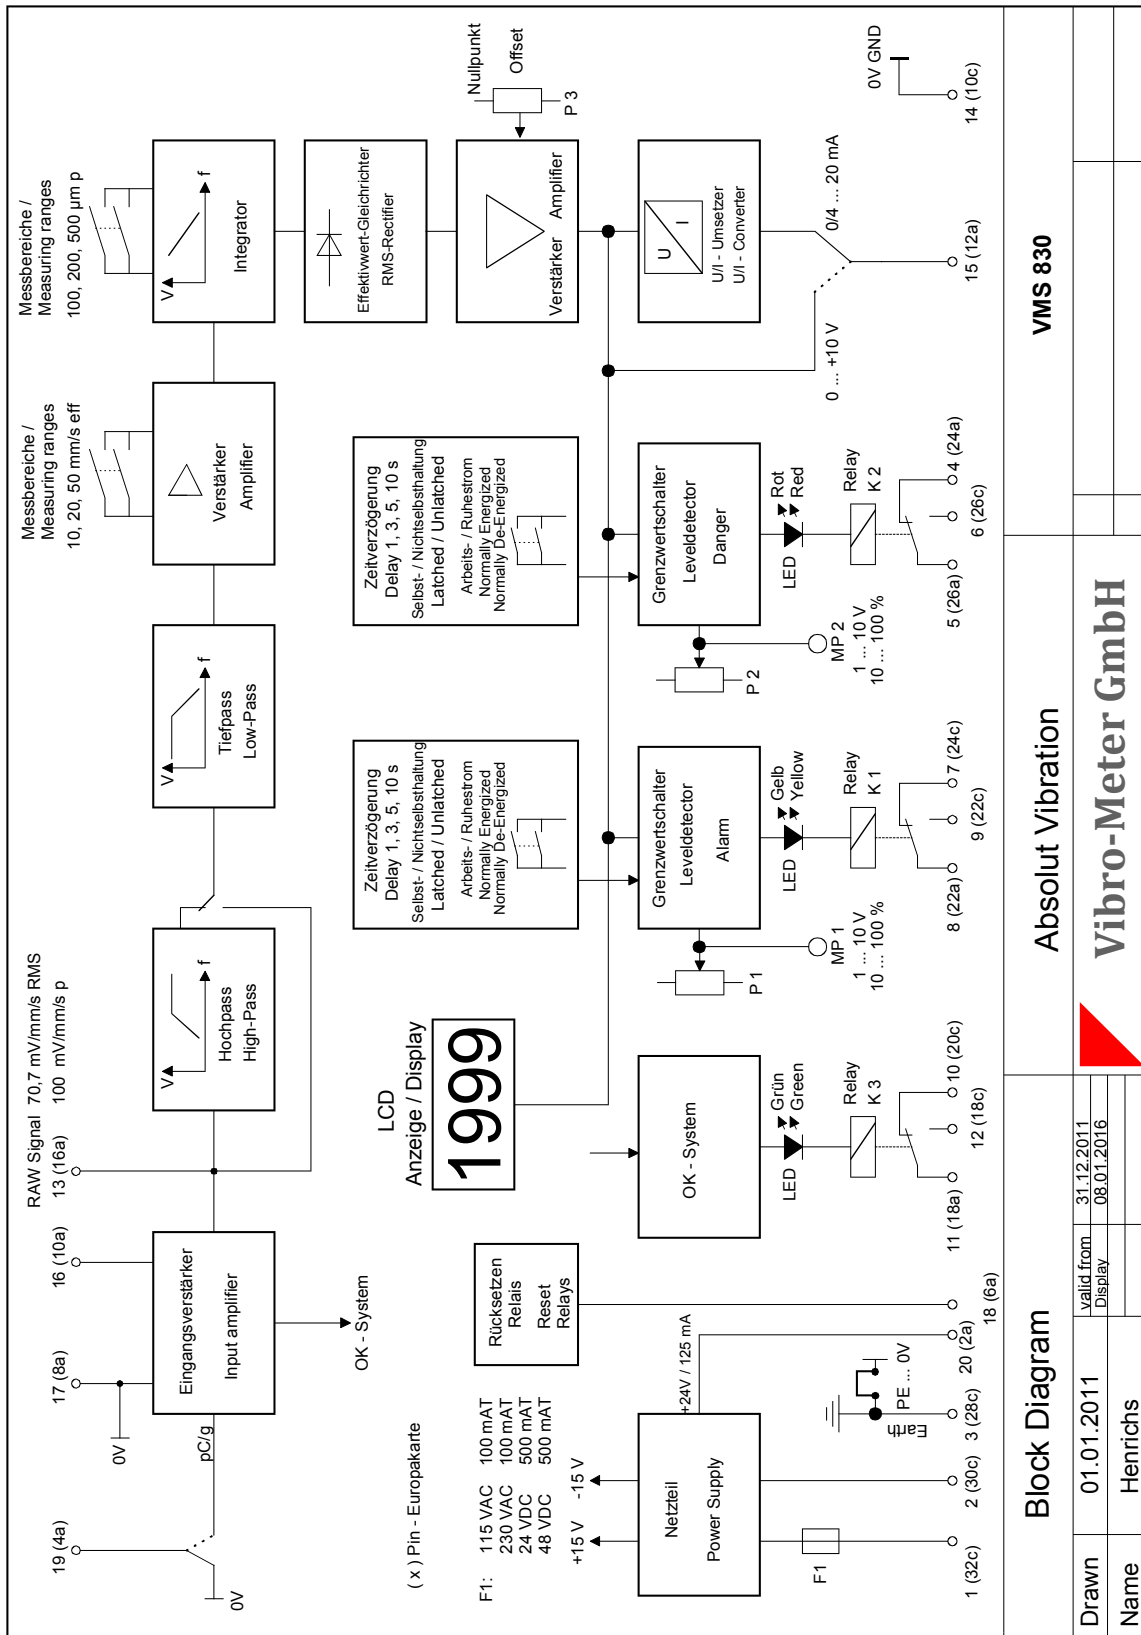 RAW Signal 70,7 mV/mm/s RMS
100 mV/mm/s p
19 (4a)
17 (8a)
16 (10a)
13 (16a)
0V
0V
pC/g
Eingangsverstärker
Input amplifier
OK - System
V
f
Hochpass
High-Pass
V
f
Tiefpass
Low-Pass
Messbereiche /
Measuring ranges
10, 20, 50 mm/s eff
Verstärker
Amplifier
Messbereiche /
Measuring ranges
100, 200, 500 µm p
V
f
Integrator
Effektivwert-Gleichrichter
RMS-Rectifier
Verstärker Amplifier
Nullpunkt
Offset
P 3
( x ) Pin - Europakarte
LCD
Anzeige / Display
1999
Zeitverzögerung
Delay 1, 3, 5, 10 s
Selbst- / Nichtselbsthaltung
Latched / Unlatched
Arbeits- / Ruhestrom
Normally Energized
Normally De-Energized
Zeitverzögerung
Delay 1, 3, 5, 10 s
Selbst- / Nichtselbsthaltung
Latched / Unlatched
Arbeits- / Ruhestrom
Normally Energized
Normally De-Energized
F1: 115 VAC 100 mAT
230 VAC 100 mAT
24 VDC 500 mAT
48 VDC 500 mAT
Rücksetzen
Relais
Reset
Relays
+15 V
-15 V
Netzteil
Power Supply
+24V / 125 mA
F1
Earth
PE ... 0V
1 (32c)
2 (30c)
3 (28c)
20 (2a)
18 (6a)
OK - System
LED
Grün
Green
Relay
K 3
11 (18a)
12 (18c)
10 (20c)
P 1
MP 1
1 ... 10 V
10 ... 100 %
Grenzwertschalter
Leveldetector
Alarm
LED
Gelb
Yellow
Relay
K 1
8 (22a)
9 (22c)
7 (24c)
P 2
MP 2
1 ... 10 V
10 ... 100 %
Grenzwertschalter
Leveldetector
Danger
LED
Rot
Red
Relay
K 2
5 (26a)
6 (26c)
4 (24a)
U
I
U/I - Umsetzer
U/I - Converter
0 ... +10 V
0/4 ... 20 mA
15 (12a)
0V GND
14 (10c)
Block Diagram
Absolut Vibration
VMS 830
Drawn 01.01.2011
valid from 31.12.2011
Display 08.01.2016
Name Henrichs
Vibro-Meter GmbH